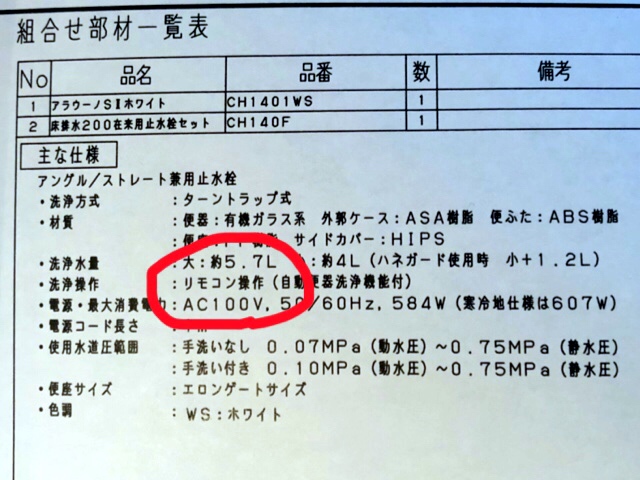 組合せ部材一覧表
No 品名 品番 数 備考
1 アラウーノSⅡホワイト CH1401WS 1
2 床排水200在来用止水栓セット CH140F 1
主な仕様
アングル/ストレート兼用止水栓
・洗浄方式 :ターントラップ式
・材質 :便器:有機ガラス系 外郭ケース:ASA樹脂 便ふた:ABS樹脂
サイドカバー:HIPS
・洗浄水量 :大:約5.7L :約4L(ハネガード使用時 小+1.2L)
・洗浄操作 :リモコン操作(自動便器洗浄機能付)
・電源・最大消費電力:AC100V,50/60Hz,584W(寒冷地仕様は607W)
・電源コード長さ
・使用水道圧範囲 :手洗いなし 0.07MPa(動水圧)~0.75MPa(静水圧)
:手洗い付き 0.10MPa(動水圧)~0.75MPa(静水圧)
・便座サイズ :エロンゲートサイズ
・色調 :WS:ホワイト